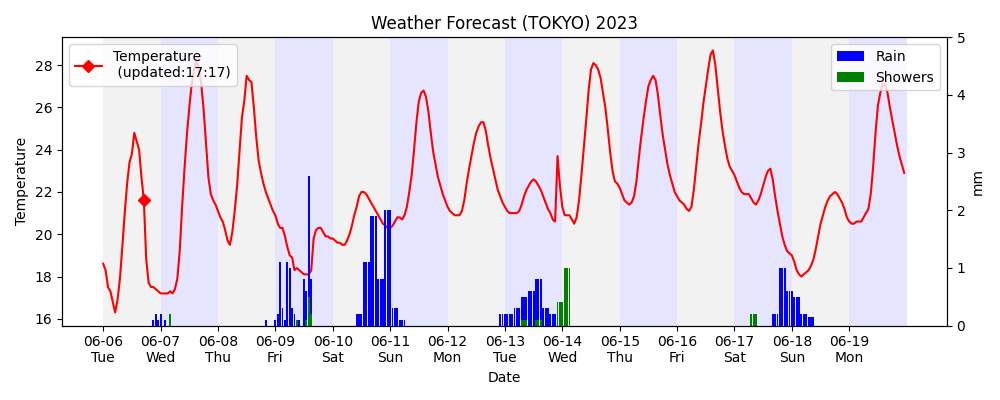 Weather Forecast (TOKYO) 2023
Temperature
(updated:17:17)
Rain
Showers
Temperature
28
26
24
22
20
18
16
5
4
3
2
1
0
mm
06-06 06-07 06-08 06-09 06-10 06-11 06-12 06-13 06-14 06-15 06-16 06-17 06-18 06-19
Tue Wed Thu Fri Sat Sun Mon Tue Wed Thu Fri Sat Sun Mon
Date